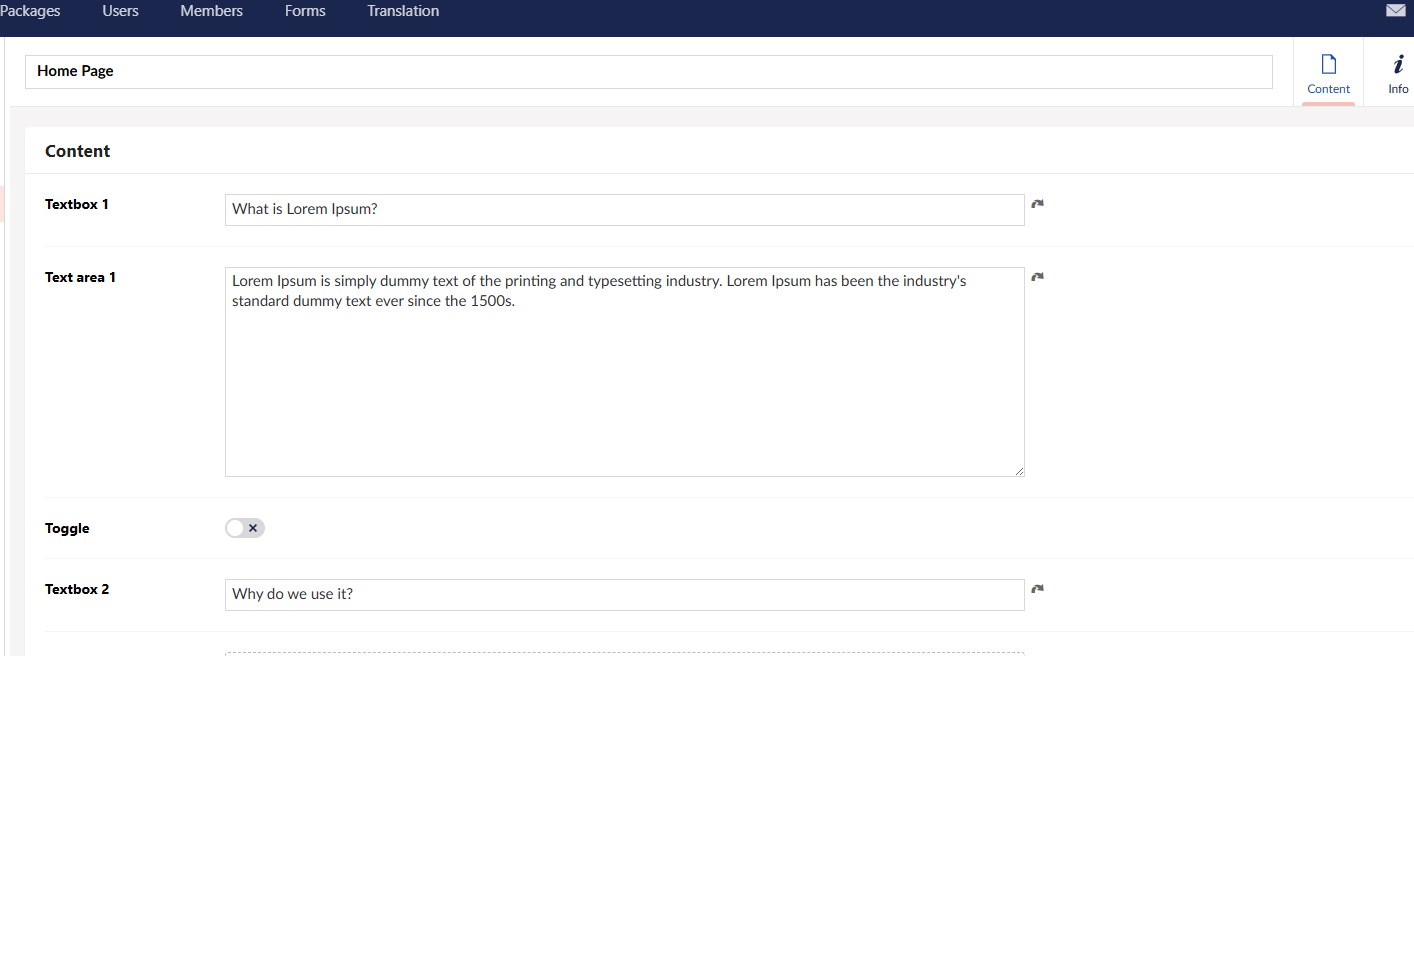 Packages Users Members Forms Translation
Home Page
Content
Info
Content
Textbox 1
What is Lorem Ipsum?
Text area 1
Lorem Ipsum is simply dummy text of the printing and typesetting industry. Lorem Ipsum has been the industry's
standard dummy text ever since the 1500s.
Toggle
Textbox 2
Why do we use it?